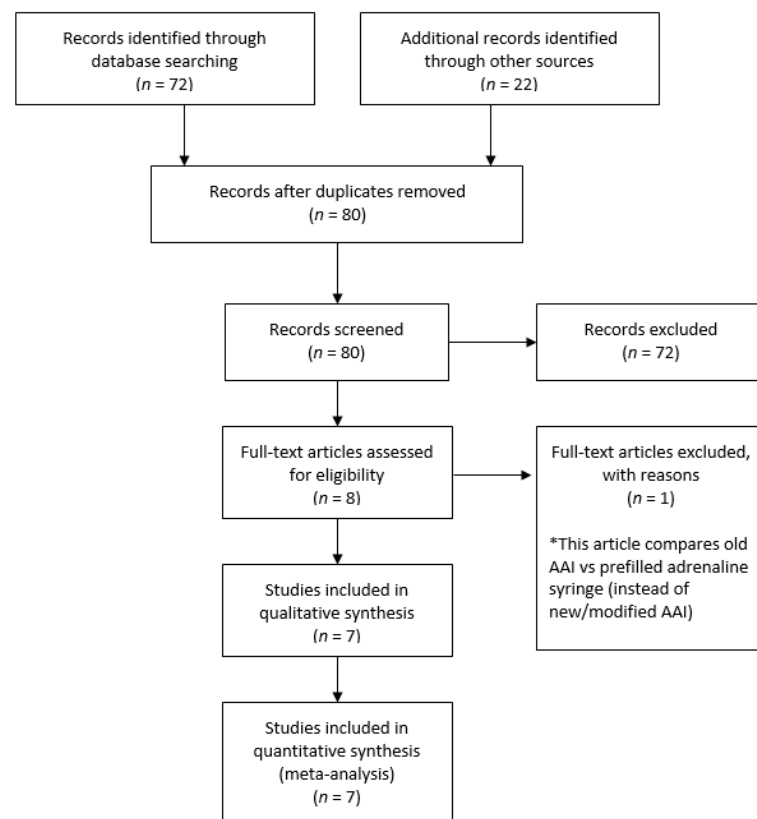 Records identified through
database searching
(n = 72)
Additional records identified
through other sources
(n = 22)
Records after duplicates removed
(n = 80)
Records screened
(n = 80)
Records excluded
(n = 72)
Full-text articles assessed
for eligibility
(n = 8)
Full-text articles excluded,
with reasons
(n = 1)
*This article compares old
AAI vs prefilled adrenaline
syringe (instead of
new/modified AAI)
Studies included in
qualitative synthesis
(n = 7)
Studies included in
quantitative synthesis
(meta-analysis)
(n = 7)